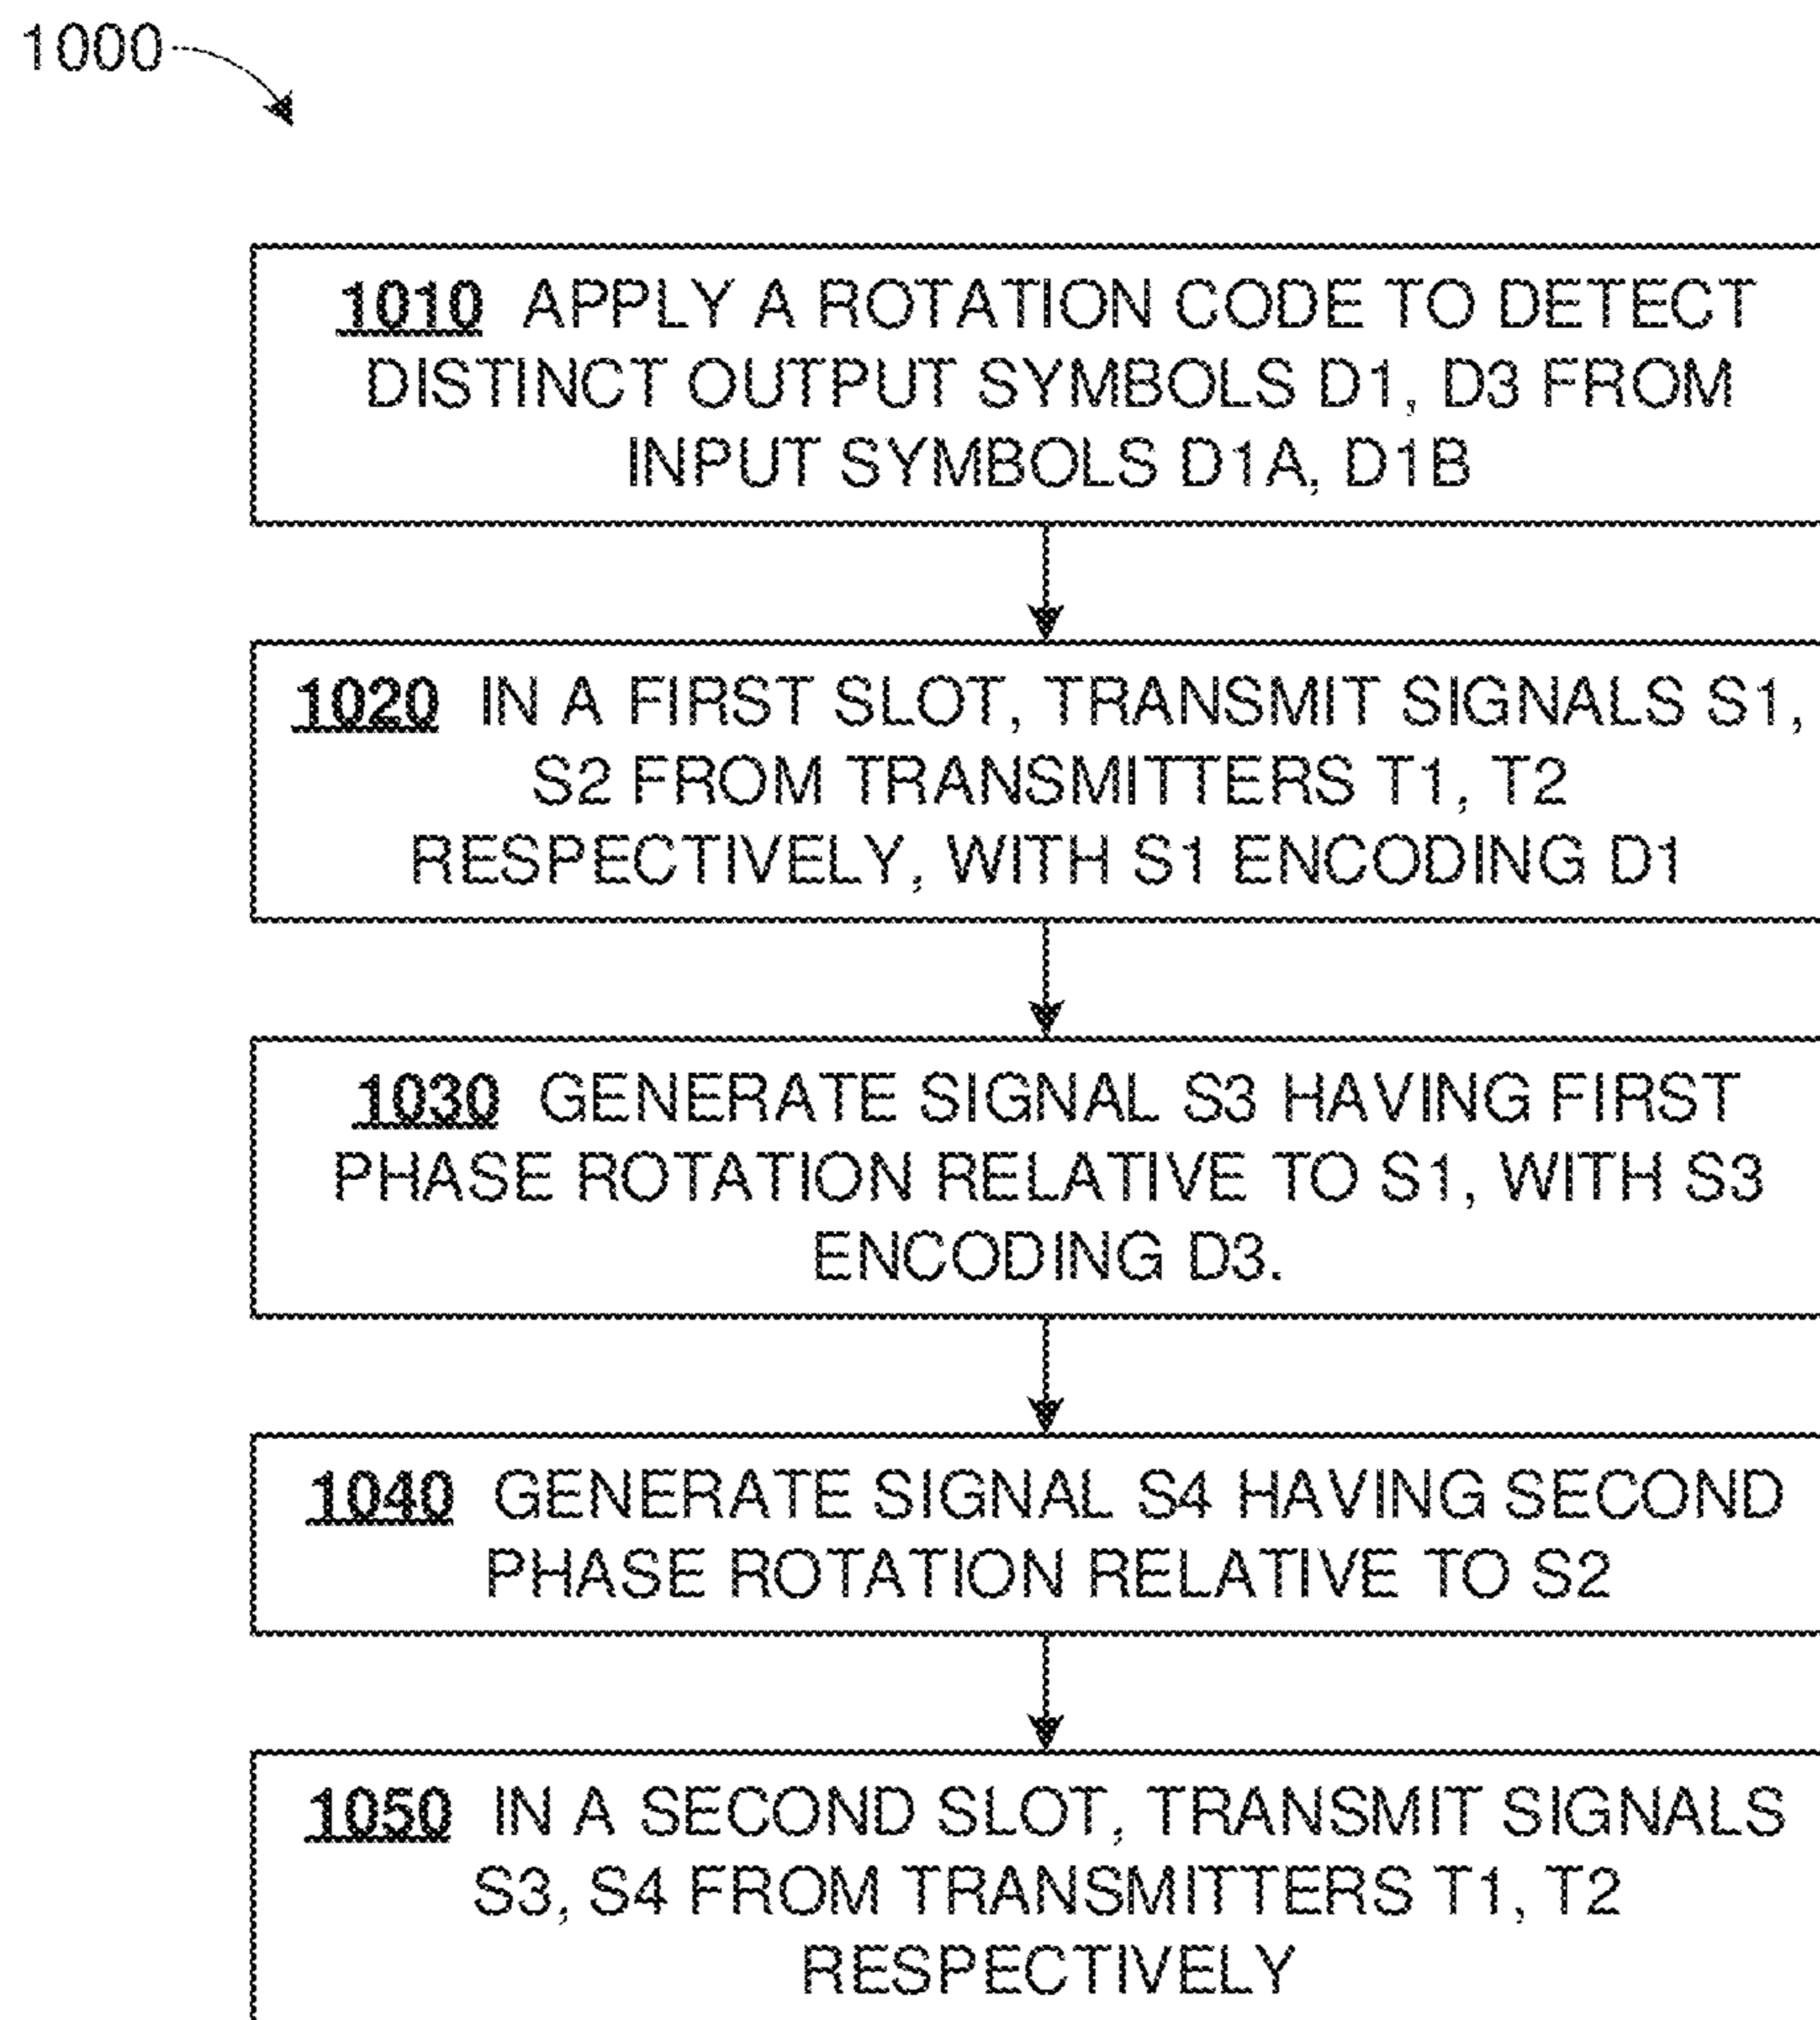 1000
1010 APPLY A ROTATION CODE TO DETECT
DISTINCT OUTPUT SYMBOLS D1, D3 FROM
INPUT SYMBOLS D1A, D1B
1020 IN A FIRST SLOT, TRANSMIT SIGNALS S1,
S2 FROM TRANSMITTERS T1, T2
RESPECTIVELY, WITH S1 ENCODING D1
1030 GENERATE SIGNAL S3 HAVING FIRST
PHASE ROTATION RELATIVE TO S1, WITH S3
ENCODING D3.
1040 GENERATE SIGNAL S4 HAVING SECOND
PHASE ROTATION RELATIVE TO S2
1050 IN A SECOND SLOT, TRANSMIT SIGNALS
S3, S4 FROM TRANSMITTERS T1, T2
RESPECTIVELY